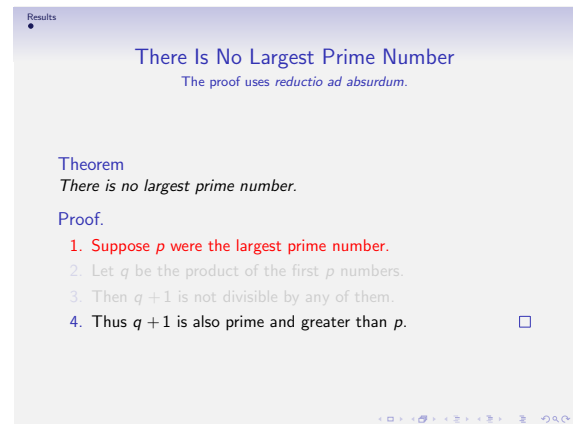 Results
There Is No Largest Prime Number
The proof uses reductio ad absurdum.
Theorem
There is no largest prime number.
Proof.
1. Suppose p were the largest prime number.
2. Let q be the product of the first p numbers.
3. Then q + 1 is not divisible by any of them.
4. Thus q + 1 is also prime and greater than p.